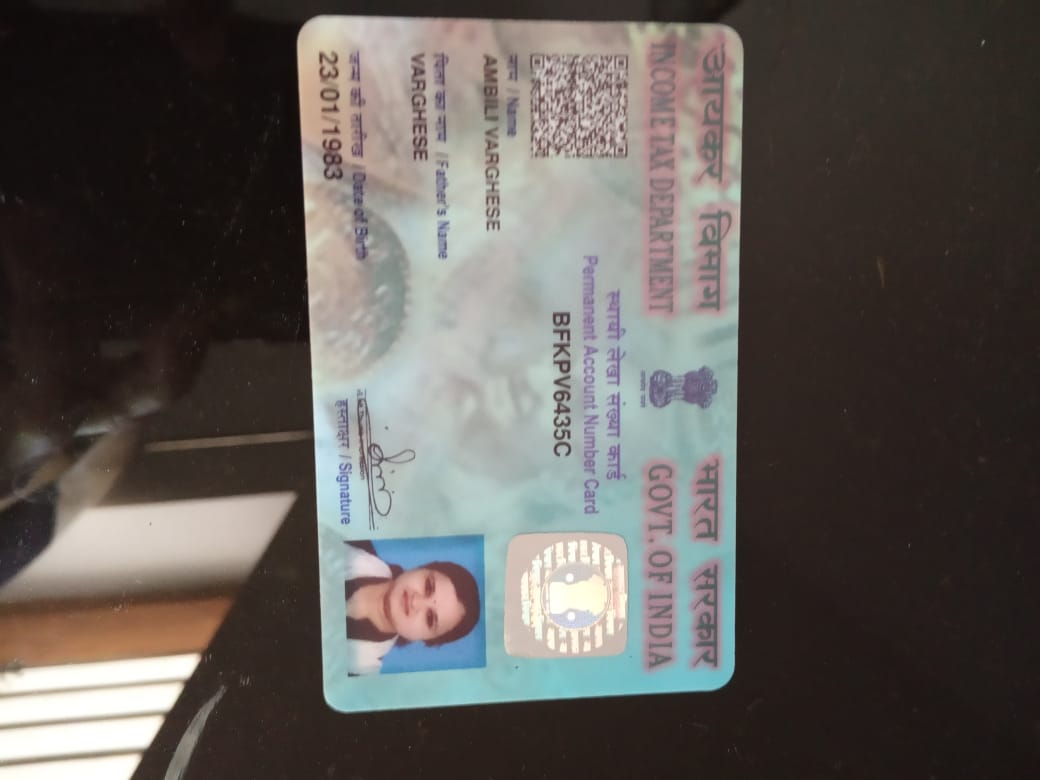 आयकर विभाग
INCOME TAX DEPARTMENT
भारत सरकार
GOVT. OF INDIA
स्थायी लेखा संख्या कार्ड
Permanent Account Number Card
BFKPV6435C
नाम / Name
AMBILI VARGHESE
पिता का नाम / Father's Name
VARGHESE
जन्म की तारीख / Date of Birth
23/01/1983
हस्ताक्षर / Signature